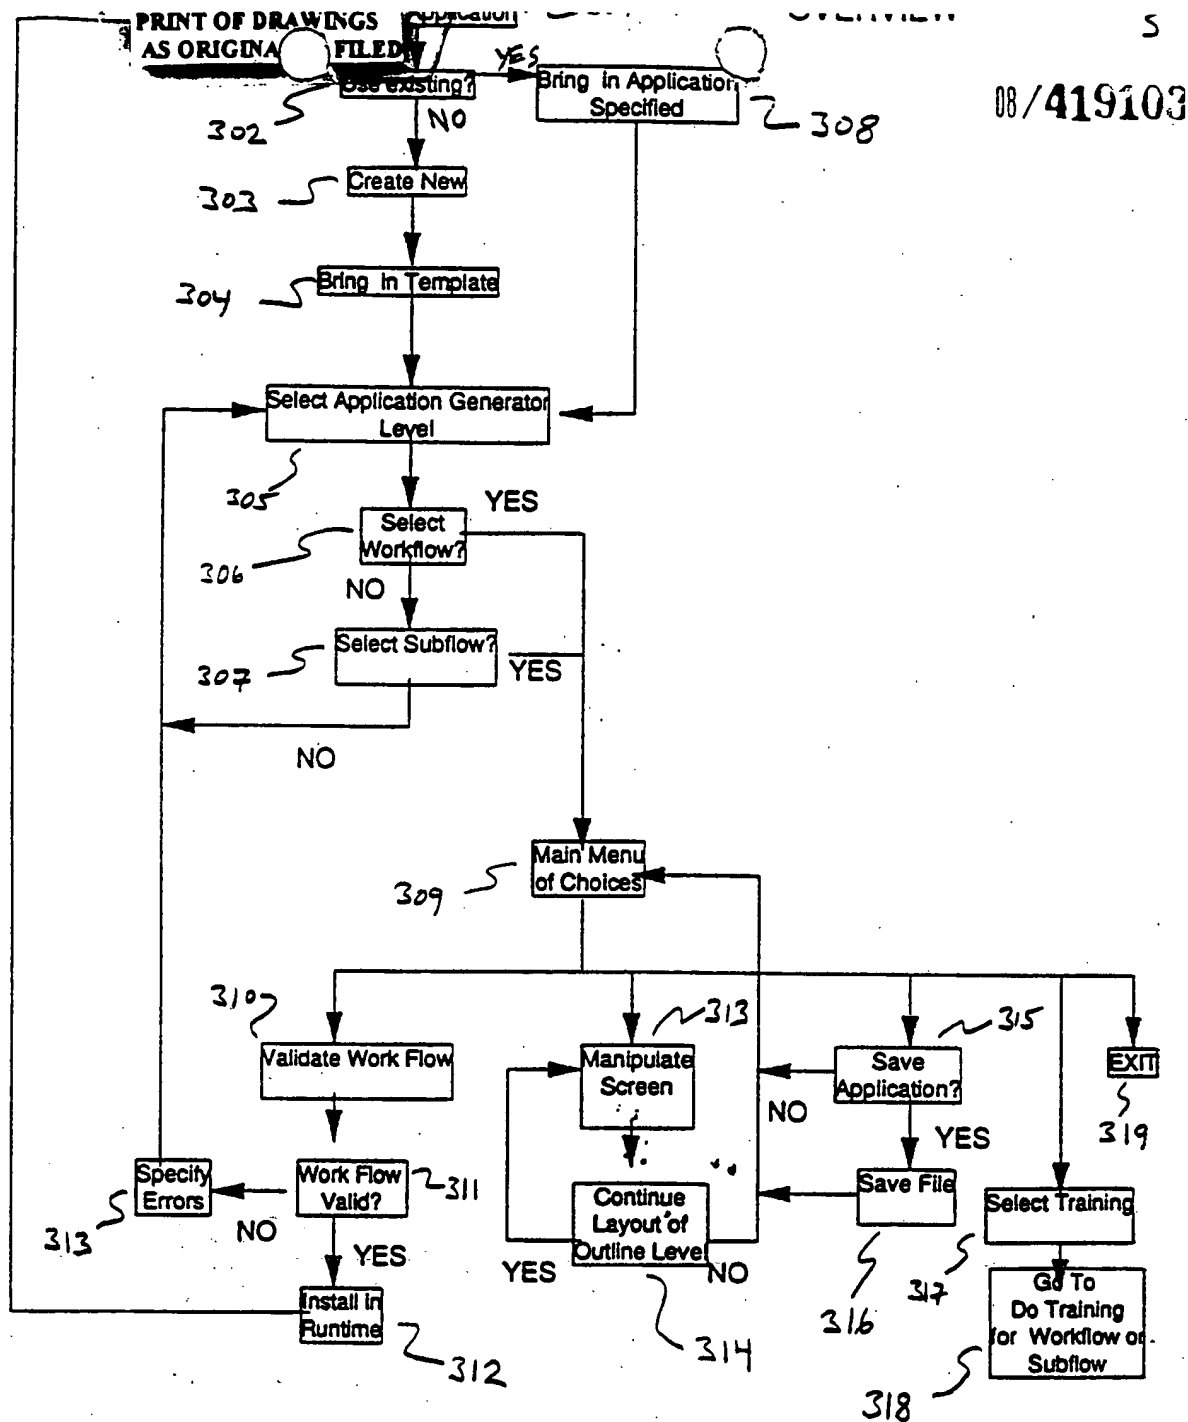 PRINT OF DRAWINGS
AS ORIGINA FILED
Application
OVERVIEW
S
08/419103
Use existing?
YES
Bring in Application
Specified
302
NO
308
303
Create New
304
Bring in Template
Select Application Generator
Level
305
YES
Select
Workflow?
306
NO
Select Subflow?
YES
307
NO
Main Menu
of Choices
309
310
313
315
Validate Work Flow
Manipulate
Screen
Save
Application?
EXIT
NO
YES
319
Specify
Errors
Work Flow
Valid?
311
Continue
Layout of
Outline Level
Save File
Select Training
313
NO
YES
YES
NO
316
317
Install in
Runtime
312
314
Go To
Do Training
for Workflow or
Subflow
318